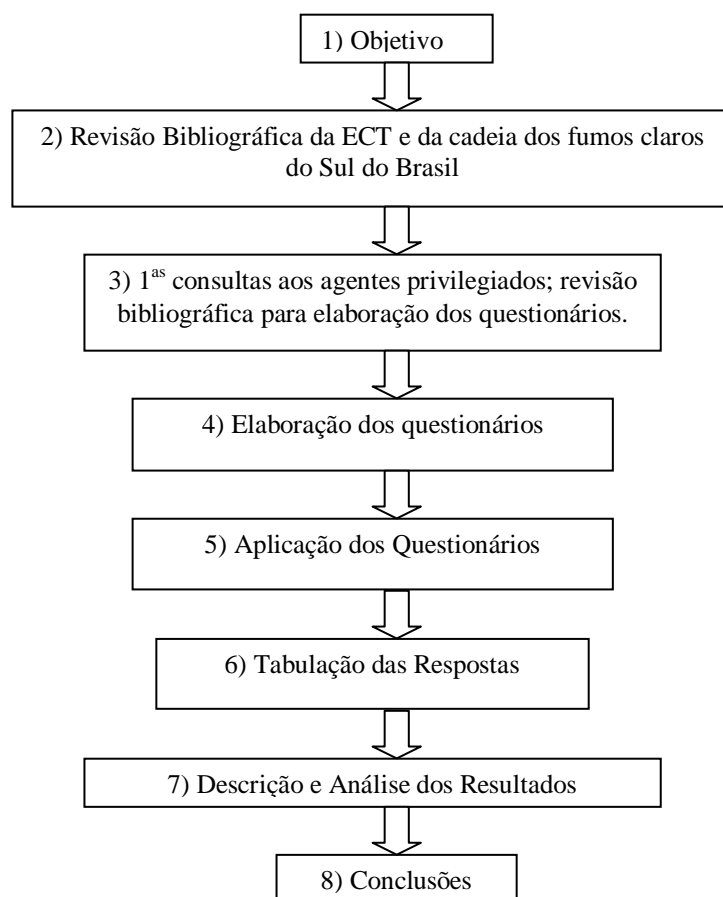 1) Objetivo
2) Revisão Bibliográfica da ECT e da cadeia dos fumos claros
do Sul do Brasil
3) 1as consultas aos agentes privilegiados; revisão
bibliográfica para elaboração dos questionários.
4) Elaboração dos questionários
5) Aplicação dos Questionários
6) Tabulação das Respostas
7) Descrição e Análise dos Resultados
8) Conclusões